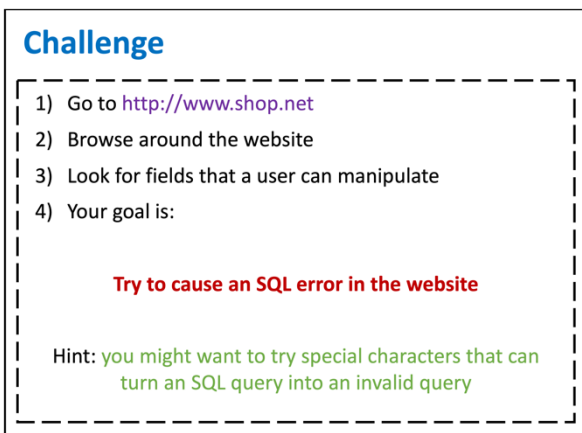 Challenge
1) Go to http://www.shop.net
2) Browse around the website
3) Look for fields that a user can manipulate
4) Your goal is:
Try to cause an SQL error in the website
Hint: you might want to try special characters that can
turn an SQL query into an invalid query